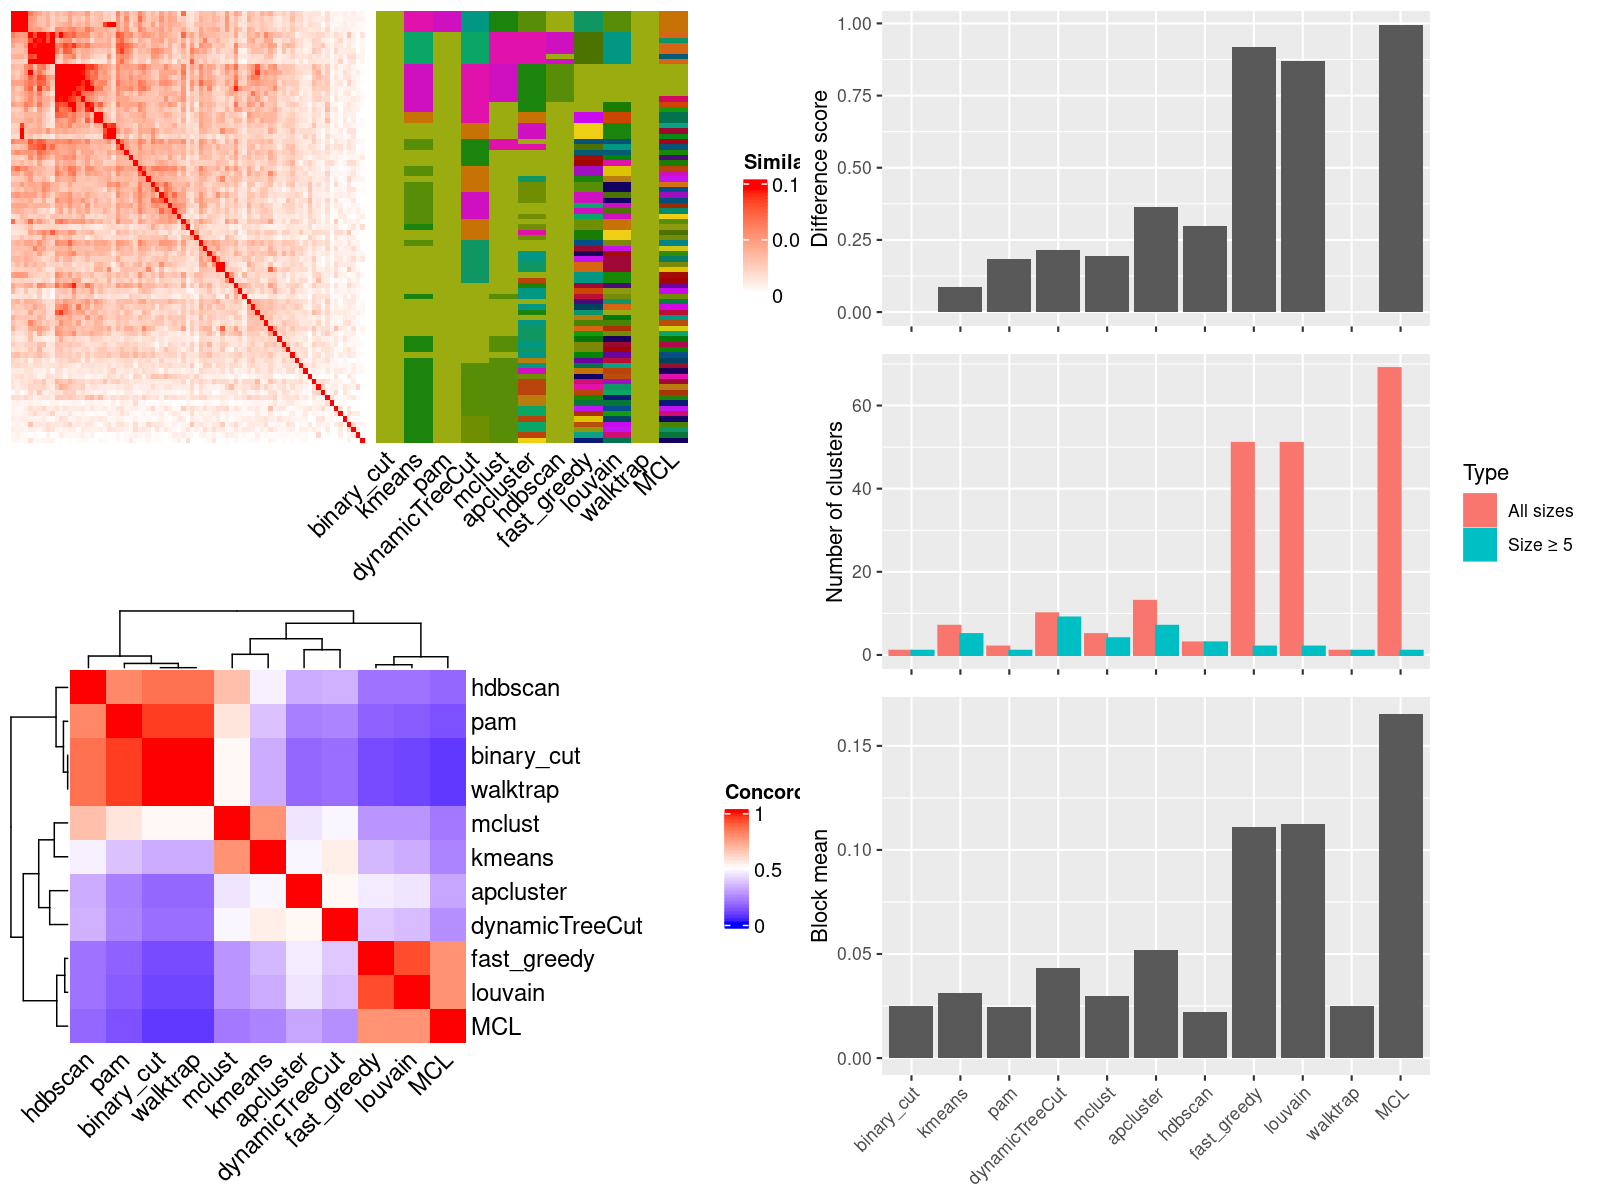 Simila
0.1
0.0
0
binary_cut
kmeans
pam
dynamicTreeCut
mclust
apcluster
hdbscan
fast_greedy
louvain
walktrap
MCL
hdbscan
pam
binary_cut
walktrap
mclust
kmeans
apcluster
dynamicTreeCut
fast_greedy
louvain
MCL
hdbscan
pam
binary_cut
walktrap
mclust
kmeans
apcluster
dynamicTreeCut
fast_greedy
louvain
MCL
Concord
1
0.5
0
Difference score
1.00
0.75
0.50
0.25
0.00
Number of clusters
60
40
20
0
Type
All sizes
Size ≥ 5
Block mean
0.15
0.10
0.05
0.00
binary_cut
kmeans
pam
dynamicTreeCut
mclust
apcluster
hdbscan
fast_greedy
louvain
walktrap
MCL